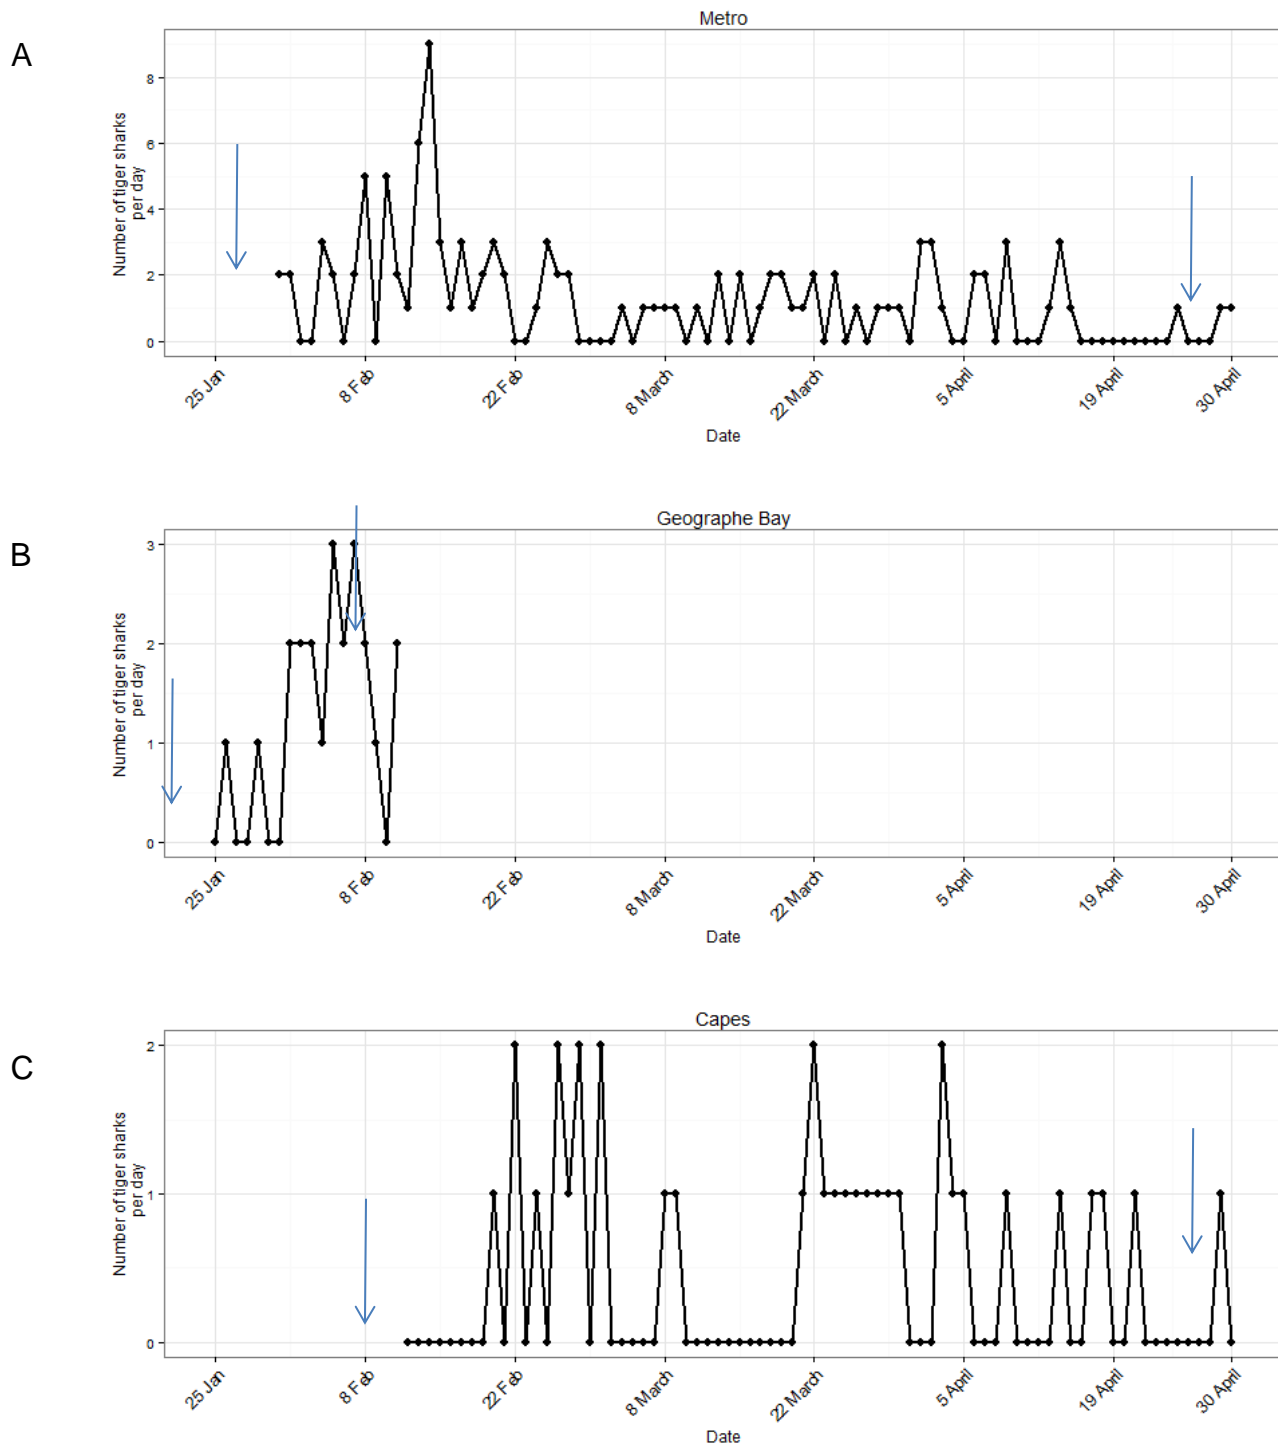 A
Metro
Number of tiger sharks
per day
8
6
4
2
0
25 Jan
8 Feb
22 Feb
8 March
22 March
5 April
19 April
30 April
Date
B
Geographe Bay
Number of tiger sharks
per day
3
2
1
0
25 Jan
8 Feb
22 Feb
8 March
22 March
5 April
19 April
30 April
Date
C
Capes
Number of tiger sharks
per day
2
1
0
25 Jan
8 Feb
22 Feb
8 March
22 March
5 April
19 April
30 April
Date